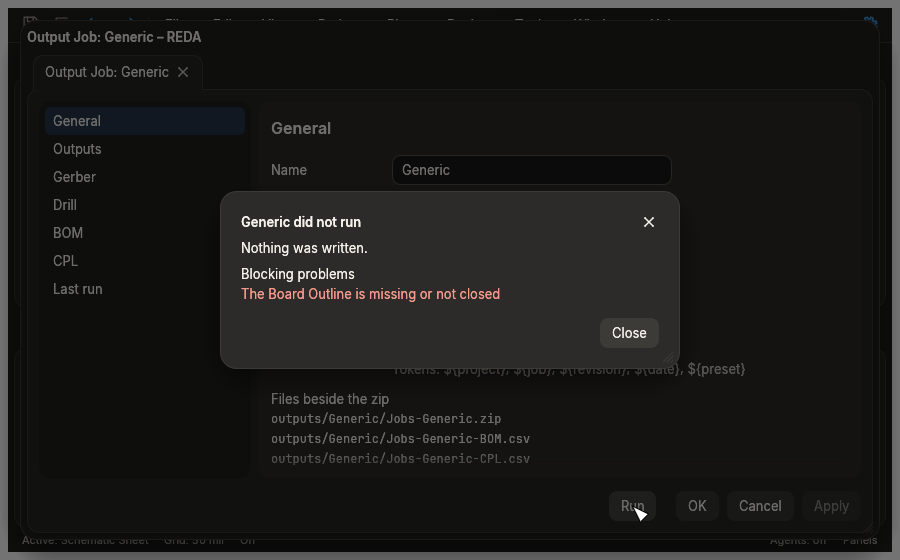 Output Job: Generic – REDA
Output Job: Generic
General
Outputs
Gerber
Drill
BOM
CPL
Last run
General
Name
Generic
Generic did not run
Nothing was written.
Blocking problems
The Board Outline is missing or not closed
Close
Tokens: ${project}, ${job}, ${revision}, ${date}, ${preset}
Files beside the zip
outputs/Generic/Jobs-Generic.zip
outputs/Generic/Jobs-Generic-BOM.csv
outputs/Generic/Jobs-Generic-CPL.csv
Run
OK
Cancel
Apply
Active: Schematic Sheet
Grid: 50 mil
Agents: off
Panels